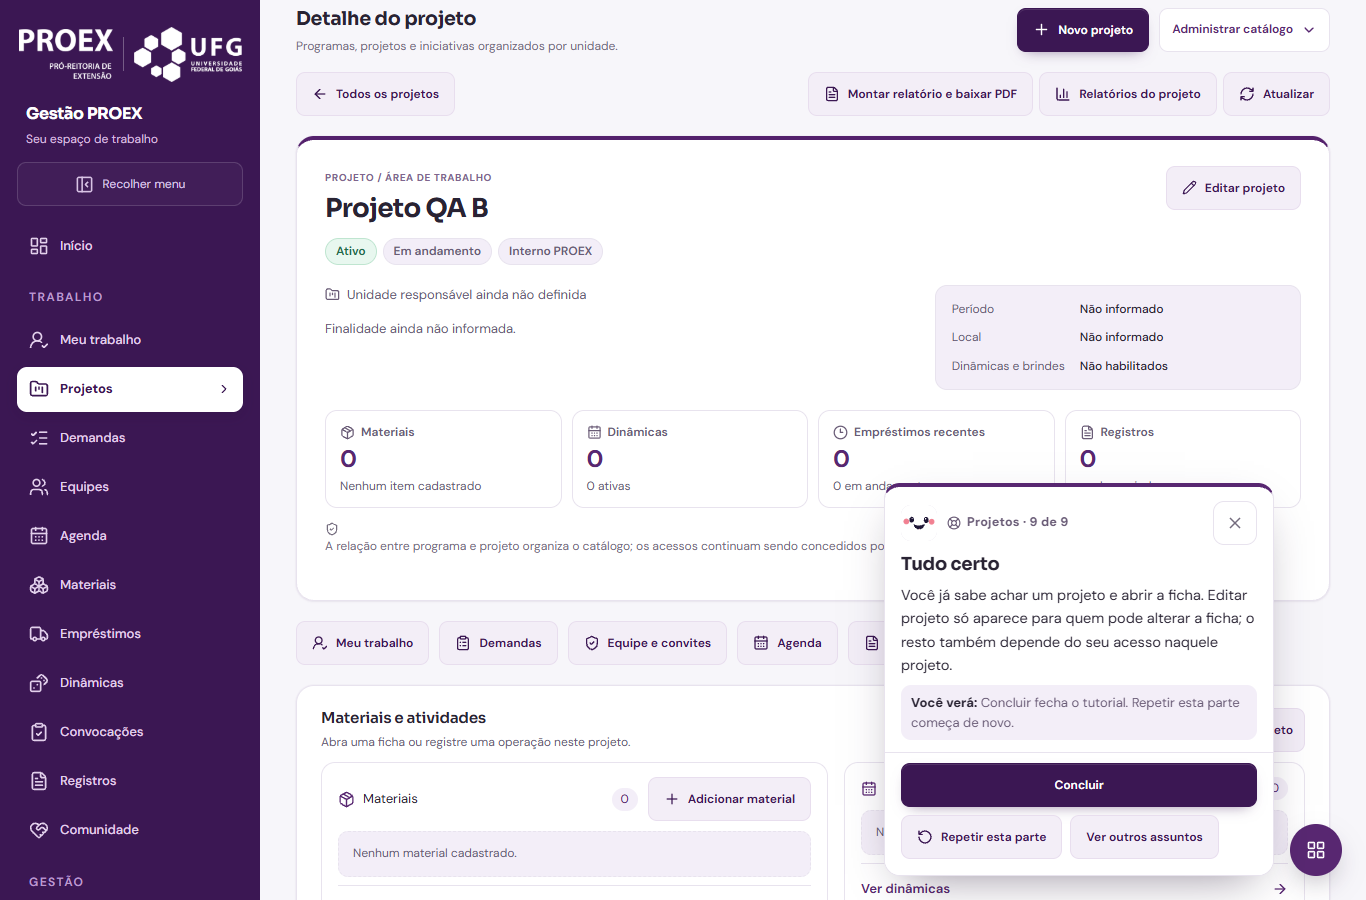 PROEX
PRÓ-REITORIA DE
EXTENSÃO
UFG
UNIVERSIDADE
FEDERAL DE GOIÁS
Gestão PROEX
Seu espaço de trabalho
Recolher menu
Início
TRABALHO
Meu trabalho
Projetos
Demandas
Equipes
Agenda
Materiais
Empréstimos
Dinâmicas
Convocações
Registros
Comunidade
GESTÃO
Detalhe do projeto
Programas, projetos e iniciativas organizados por unidade.
Novo projeto
Administrar catálogo
Todos os projetos
Montar relatório e baixar PDF
Relatórios do projeto
Atualizar
PROJETO / ÁREA DE TRABALHO
Projeto QA B
Editar projeto
Ativo
Em andamento
Interno PROEX
Unidade responsável ainda não definida
Finalidade ainda não informada.
Período Não informado
Local Não informado
Dinâmicas e brindes Não habilitados
Materiais
0
Nenhum item cadastrado
Dinâmicas
0
0 ativas
Empréstimos recentes
0
0 em anda
Registros
0
A relação entre programa e projeto organiza o catálogo; os acessos continuam sendo concedidos po
Meu trabalho
Demandas
Equipe e convites
Agenda
Materiais e atividades
Abra uma ficha ou registre uma operação neste projeto.
eto
Materiais
0
Adicionar material
Nenhum material cadastrado.
N
Ver dinâmicas
Projetos · 9 de 9
Tudo certo
Você já sabe achar um projeto e abrir a ficha. Editar
projeto só aparece para quem pode alterar a ficha; o
resto também depende do seu acesso naquele
projeto.
Você verá: Concluir fecha o tutorial. Repetir esta parte
começa de novo.
Concluir
Repetir esta parte
Ver outros assuntos